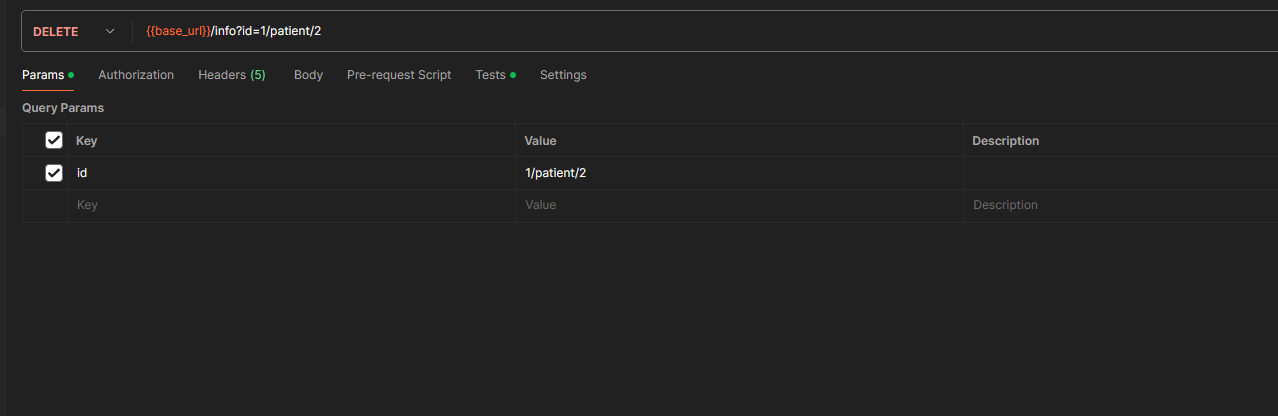 DELETE {{base_url}}/info?id=1/patient/2
Params Authorization Headers (5) Body Pre-request Script Tests Settings
Query Params
Key Value Description
id 1/patient/2
Key Value Description